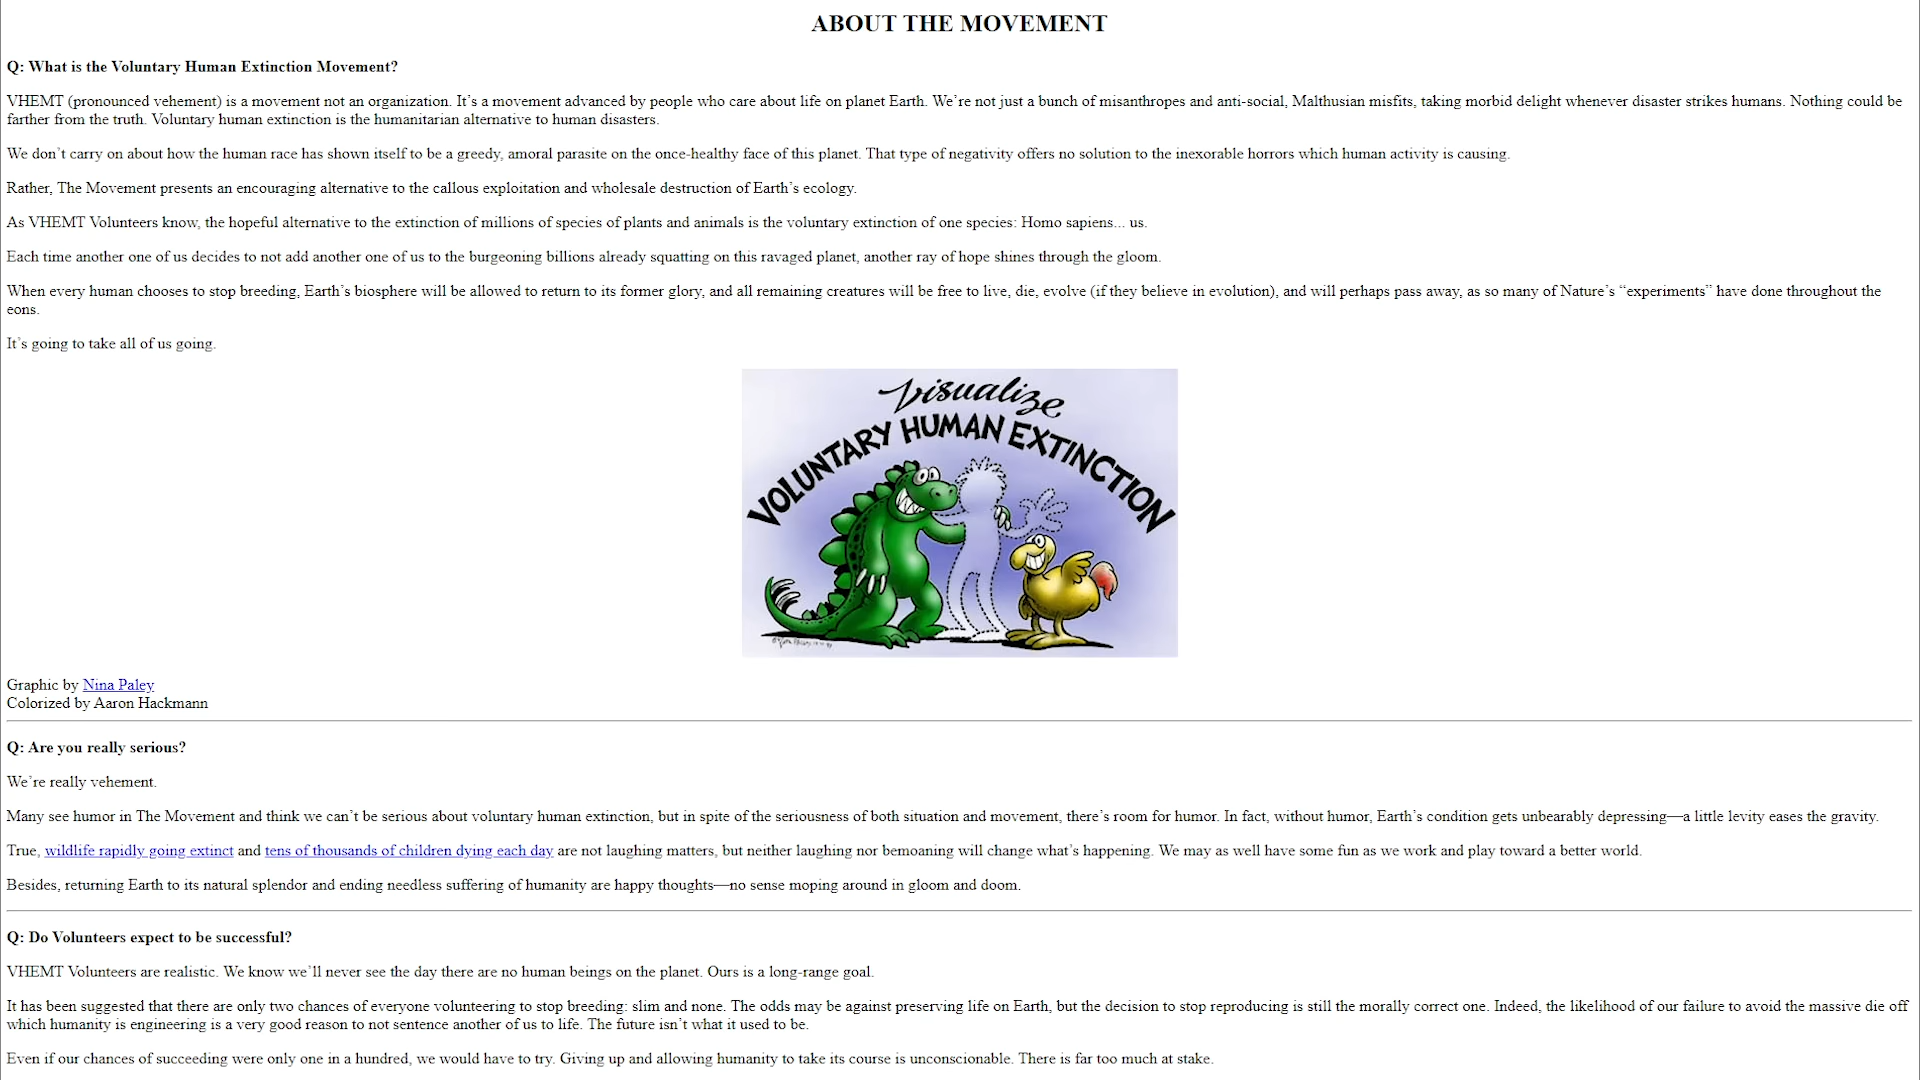 ABOUT THE MOVEMENT
Q: What is the Voluntary Human Extinction Movement?
VHEMT (pronounced vehement) is a movement not an organization. It’s a movement advanced by people who care about life on planet Earth. We’re not just a bunch of misanthropes and anti-social, Malthusian misfits, taking morbid delight whenever disaster strikes humans. Nothing could be
farther from the truth. Voluntary human extinction is the humanitarian alternative to human disasters.
We don’t carry on about how the human race has shown itself to be a greedy, amoral parasite on the once-healthy face of this planet. That type of negativity offers no solution to the inexorable horrors which human activity is causing.
Rather, The Movement presents an encouraging alternative to the callous exploitation and wholesale destruction of Earth’s ecology.
As VHEMT Volunteers know, the hopeful alternative to the extinction of millions of species of plants and animals is the voluntary extinction of one species: Homo sapiens... us.
Each time another one of us decides to not add another one of us to the burgeoning billions already squatting on this ravaged planet, another ray of hope shines through the gloom.
When every human chooses to stop breeding, Earth’s biosphere will be allowed to return to its former glory, and all remaining creatures will be free to live, die, evolve (if they believe in evolution), and will perhaps pass away, as so many of Nature’s “experiments” have done throughout the
eons.
It’s going to take all of us going.
Visualize
VOLUNTARY HUMAN EXTINCTION
Graphic by Nina Paley
Colorized by Aaron Hackmann
Q: Are you really serious?
We’re really vehement.
Many see humor in The Movement and think we can’t be serious about voluntary human extinction, but in spite of the seriousness of both situation and movement, there’s room for humor. In fact, without humor, Earth’s condition gets unbearably depressing—a little levity eases the gravity.
True, wildlife rapidly going extinct and tens of thousands of children dying each day are not laughing matters, but neither laughing nor bemoaning will change what’s happening. We may as well have some fun as we work and play toward a better world.
Besides, returning Earth to its natural splendor and ending needless suffering of humanity are happy thoughts—no sense moping around in gloom and doom.
Q: Do Volunteers expect to be successful?
VHEMT Volunteers are realistic. We know we’ll never see the day there are no human beings on the planet. Ours is a long-range goal.
It has been suggested that there are only two chances of everyone volunteering to stop breeding: slim and none. The odds may be against preserving life on Earth, but the decision to stop reproducing is still the morally correct one. Indeed, the likelihood of our failure to avoid the massive die off
which humanity is engineering is a very good reason to not sentence another of us to life. The future isn’t what it used to be.
Even if our chances of succeeding were only one in a hundred, we would have to try. Giving up and allowing humanity to take its course is unconscionable. There is far too much at stake.